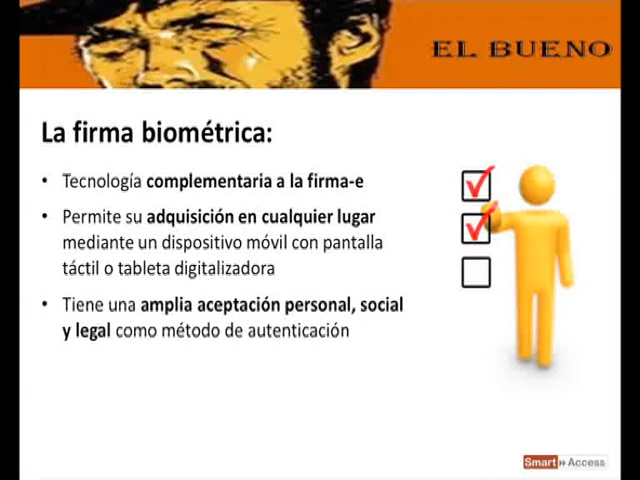 EL BUENO
La firma biométrica:
• Tecnología complementaria a la firma-e
• Permite su adquisición en cualquier lugar
mediante un dispositivo móvil con pantalla
táctil o tableta digitalizadora
• Tiene una amplia aceptación personal, social
y legal como método de autenticación
Smart Access